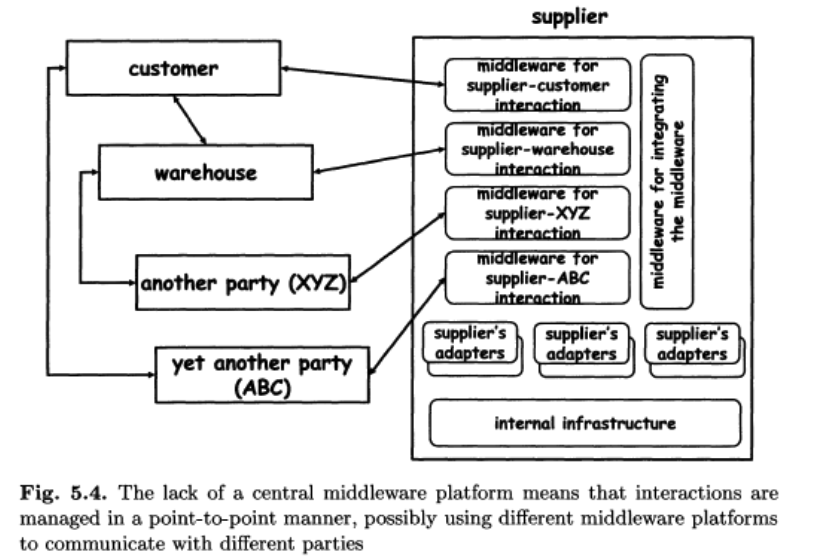 supplier
customer
middleware for
supplier-customer
interaction
middleware for
supplier-warehouse
interaction
warehouse
middleware for
supplier-XYZ
interaction
middleware for integrating
the middleware
another party (XYZ)
middleware for
supplier-ABC
interaction
yet another party
(ABC)
supplier's
adapters
supplier's
adapters
supplier's
adapters
internal infrastructure
Fig. 5.4. The lack of a central middleware platform means that interactions are
managed in a point-to-point manner, possibly using different middleware platforms
to communicate with different parties